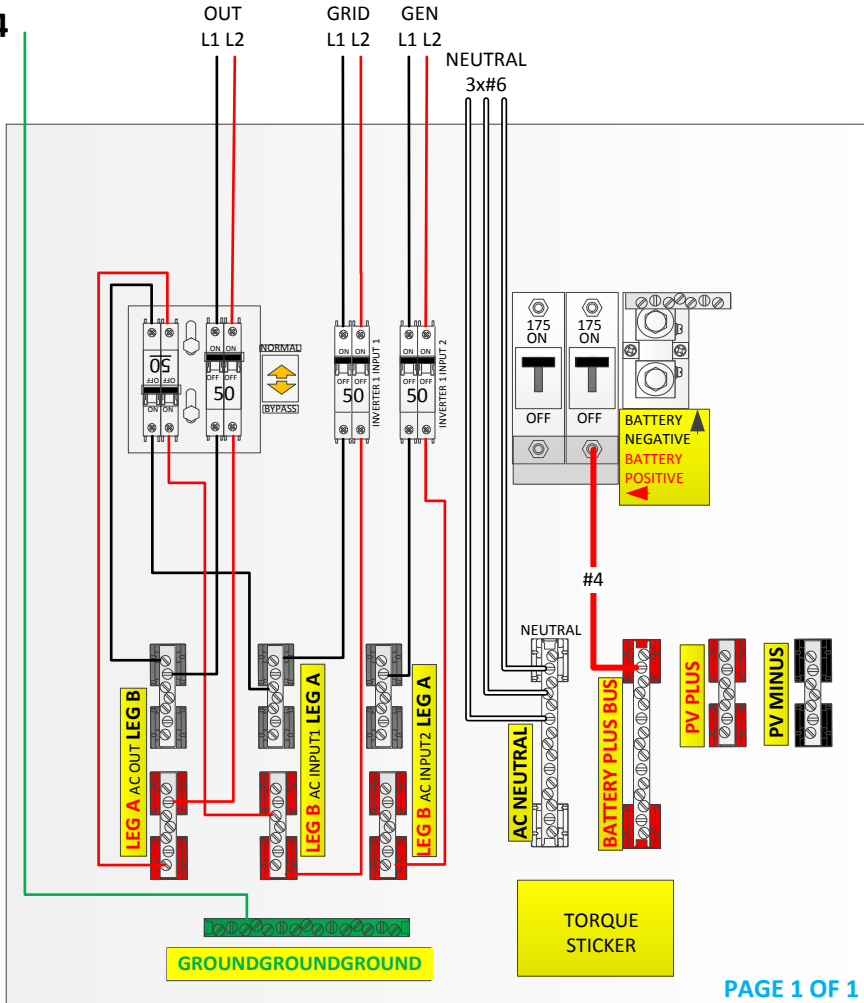 4
OUT
L1 L2
GRID
L1 L2
GEN
L1 L2
NEUTRAL
3x#6
50
OFF OFF
ON ON
ON ON
OFF OFF
50
NORMAL
BYPASS
ON ON
OFF OFF
50
INVERTER 1 INPUT 1
ON ON
OFF OFF
50
INVERTER 1 INPUT 2
175
ON
OFF
175
ON
OFF
BATTERY
NEGATIVE
BATTERY
POSITIVE
#4
NEUTRAL
LEG A AC OUT LEG B
LEG B AC INPUT1 LEG A
LEG B AC INPUT2 LEG A
AC NEUTRAL
BATTERY PLUS BUS
PV PLUS
PV MINUS
GROUNDGROUNDGROUND
TORQUE
STICKER
PAGE 1 OF 1